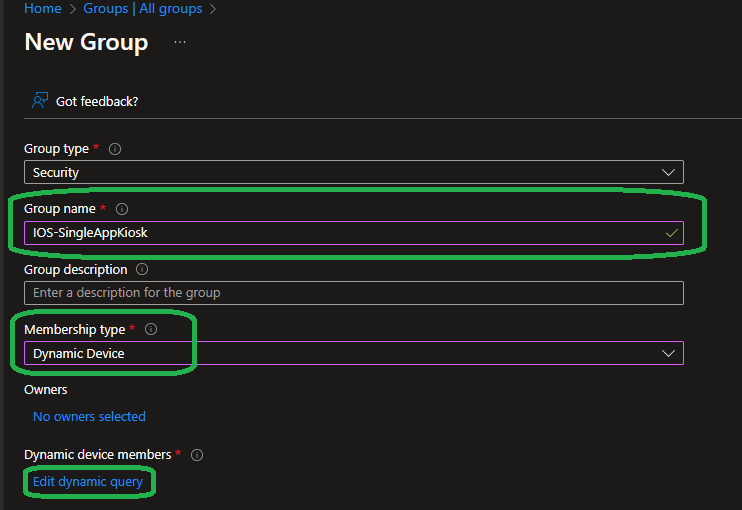 Home > Groups | All groups >
New Group ...
Got feedback?
Group type *
Security
Group name *
IOS-SingleAppKiosk
Group description
Enter a description for the group
Membership type *
Dynamic Device
Owners
No owners selected
Dynamic device members *
Edit dynamic query